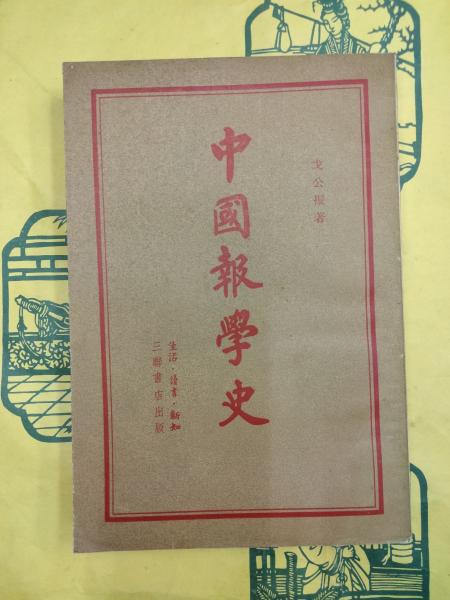 戈公振著
中國報學史
生活·讀書·新知
三聯書店出版